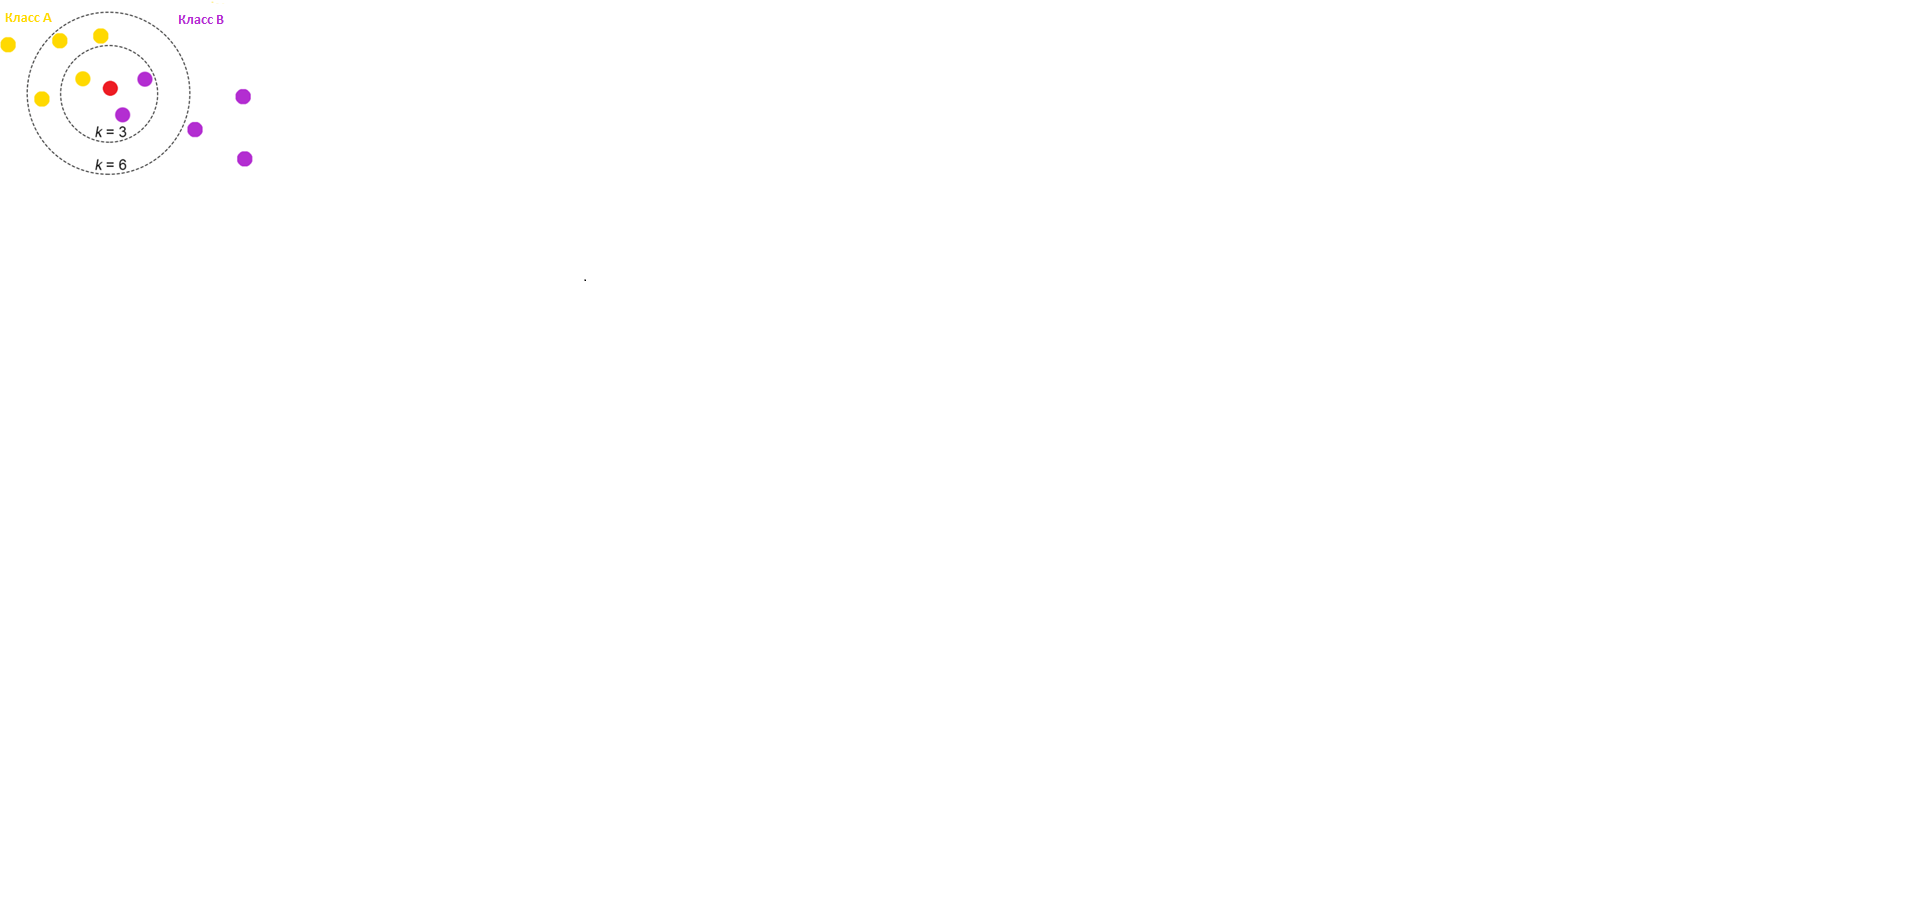 Класс A
Класс B
k = 3
k = 6